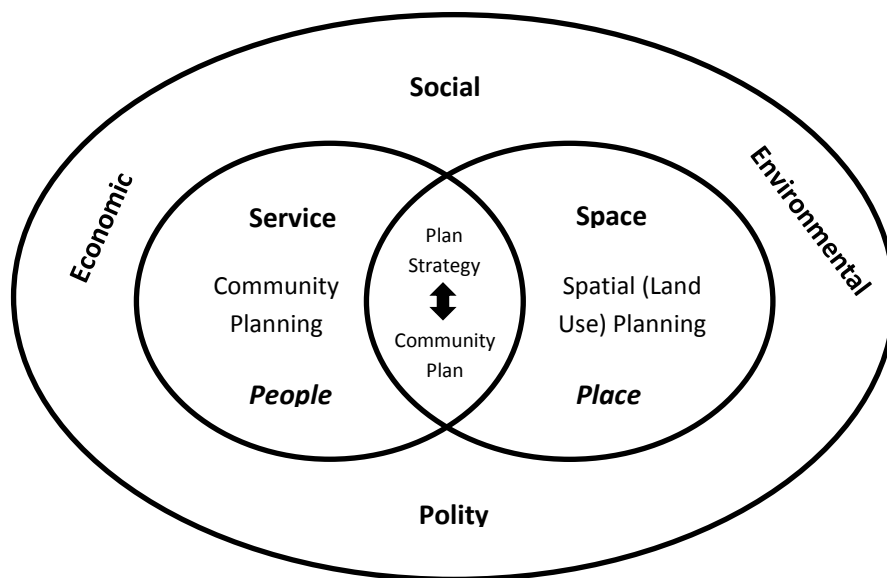 Social
Economic
Environmental
Service
Community
Planning
People
Plan
Strategy
Community
Plan
Space
Spatial (Land
Use) Planning
Place
Polity